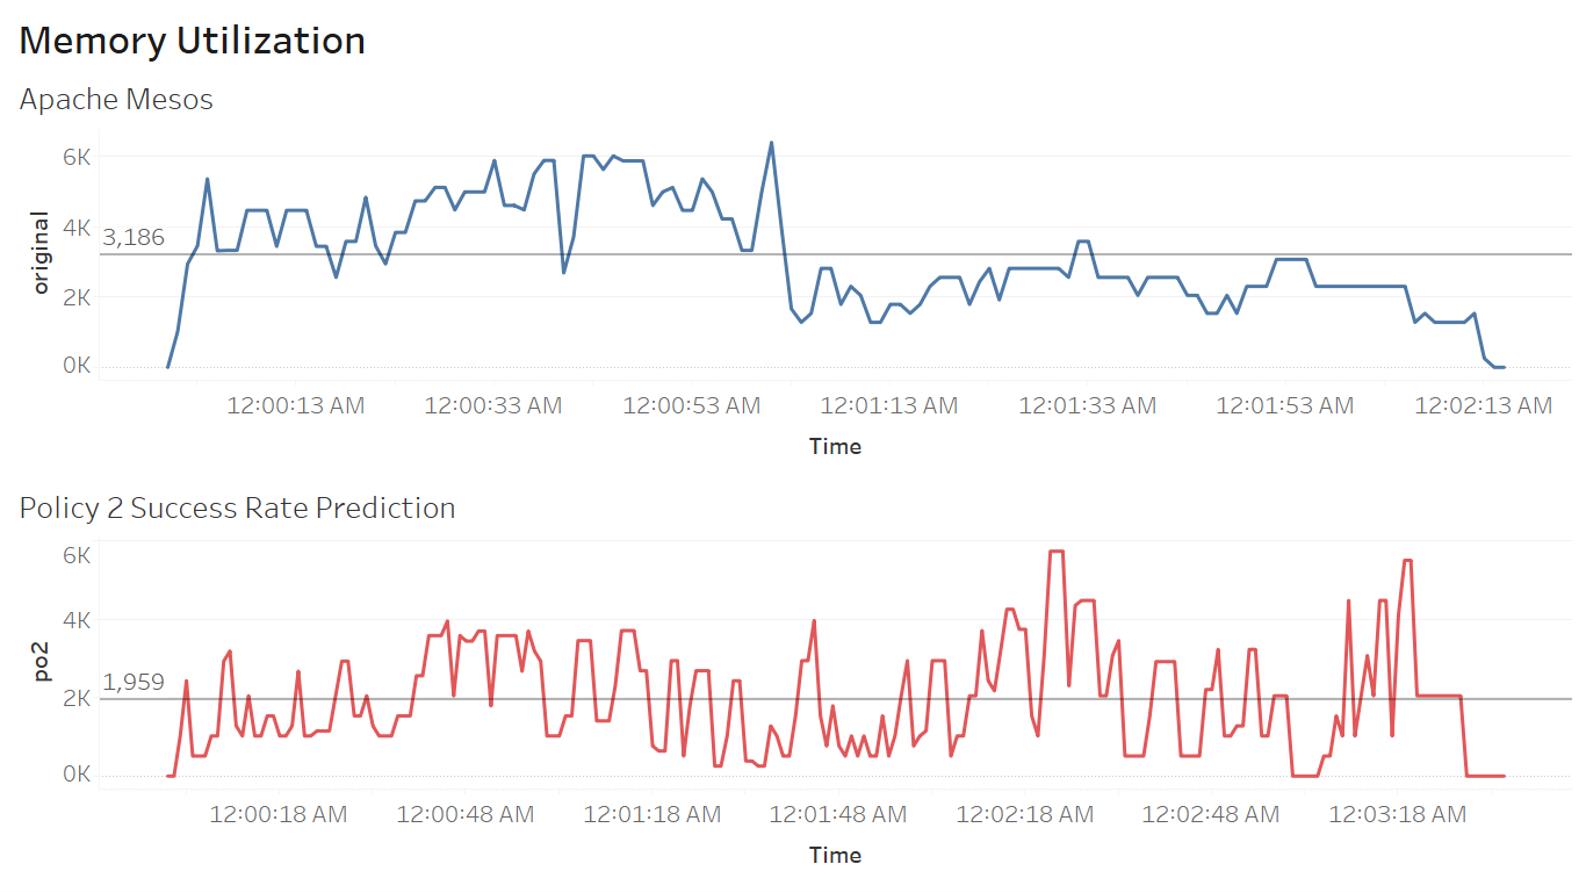 Memory Utilization
Apache Mesos
6K
4K
3,186
2K
0K
original
12:00:13 AM 12:00:33 AM 12:00:53 AM 12:01:13 AM 12:01:33 AM 12:01:53 AM 12:02:13 AM
Time
Policy 2 Success Rate Prediction
6K
4K
1,959
2K
0K
po2
12:00:18 AM 12:00:48 AM 12:01:18 AM 12:01:48 AM 12:02:18 AM 12:02:48 AM 12:03:18 AM
Time